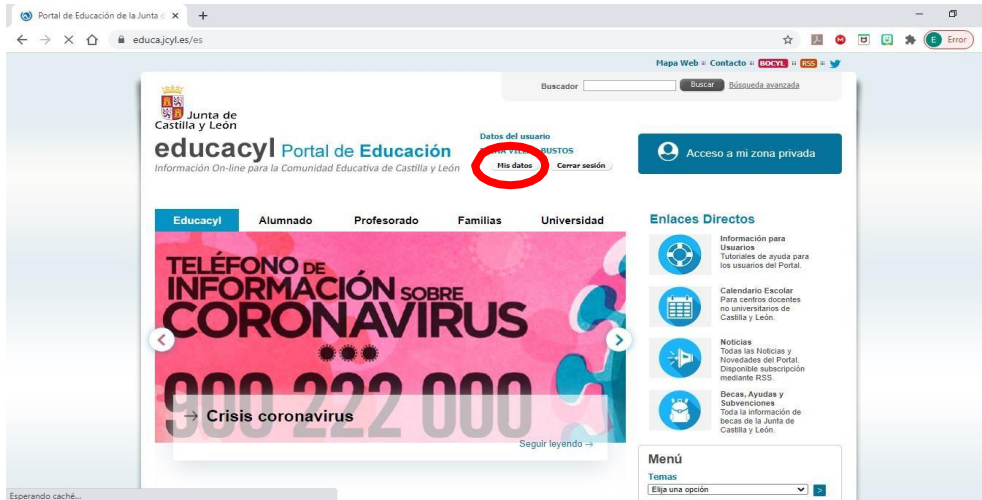 Portal de Educación de la Junta d
educa.jcyl.es/es
E Error
Mapa Web Contacto BOCYL RSS
Buscador Buscar Búsqueda avanzada
Junta de
Castilla y León
educacyl Portal de Educación
Información On-line para la Comunidad Educativa de Castilla y León
Datos del usuario
BUSTOS
Mis datos Cerrar sesión
Acceso a mi zona privada
Educacyl Alumnado Profesorado Familias Universidad
TELÉFONO DE
INFORMACIÓN SOBRE
CORONAVIRUS
900 222 000
→ Crisis coronavirus
Seguir leyendo →
Enlaces Directos
Información para
Usuarios
Tutoriales de ayuda para
los usuarios del Portal.
Calendario Escolar
Para centros docentes
no universitarios de
Castilla y León.
Noticias
Todas las Noticias y
Novedades del Portal.
Disponible subscripción
mediante RSS.
Becas, Ayudas y
Subvenciones
Toda la información de
becas de la Junta de
Castilla y León.
Menú
Temas
Elija una opción
Esperando caché...